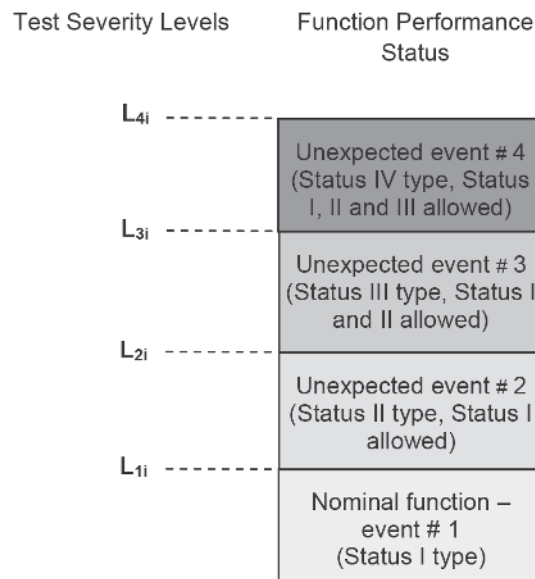 Test Severity Levels
Function Performance
Status
L4i
Unexpected event # 4
(Status IV type, Status
I, II and III allowed)
L3i
Unexpected event # 3
(Status III type, Status I
and II allowed)
L2i
Unexpected event # 2
(Status II type, Status I
allowed)
L1i
Nominal function –
event # 1
(Status I type)